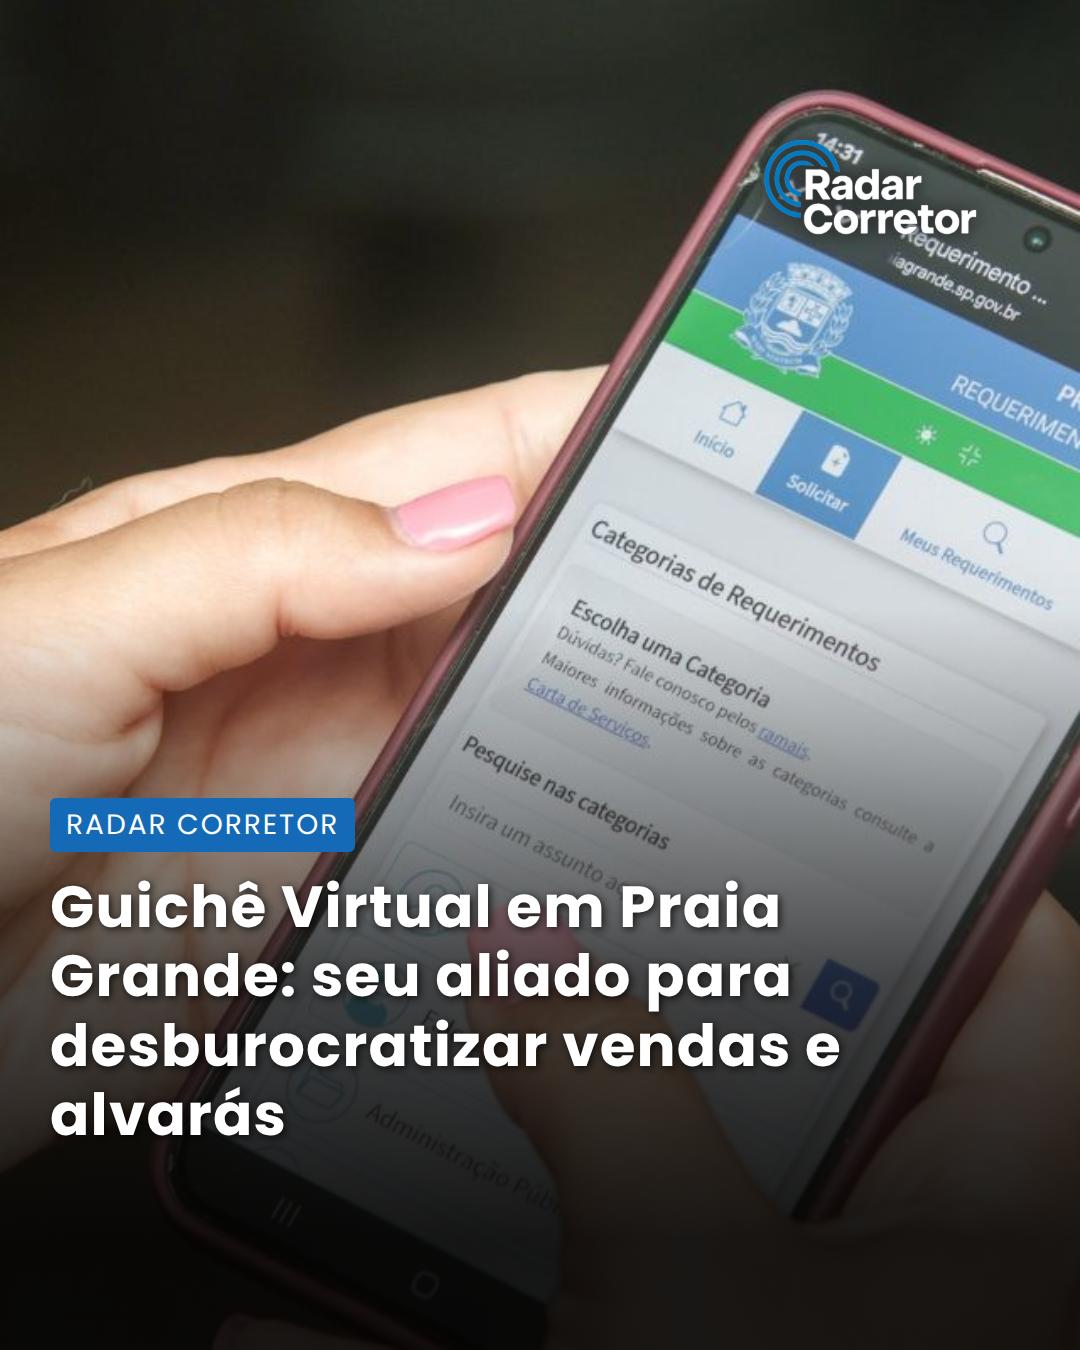 14:31
Radar
Corretor
Requerimento ...
iagrande.sp.gov.br
REQUERIMEN
Início
Solicitar
Meus Requerimentos
Categorias de Requerimentos
Escolha uma Categoria
Dúvidas? Fale conosco pelos ramais.
Maiores informações sobre as categorias consulte a
Carta de Serviços.
Pesquise nas categorias
Insira um assunto
RADAR CORRETOR
Guichê Virtual em Praia
Grande: seu aliado para
desburocratizar vendas e
alvarás
Administração Públ